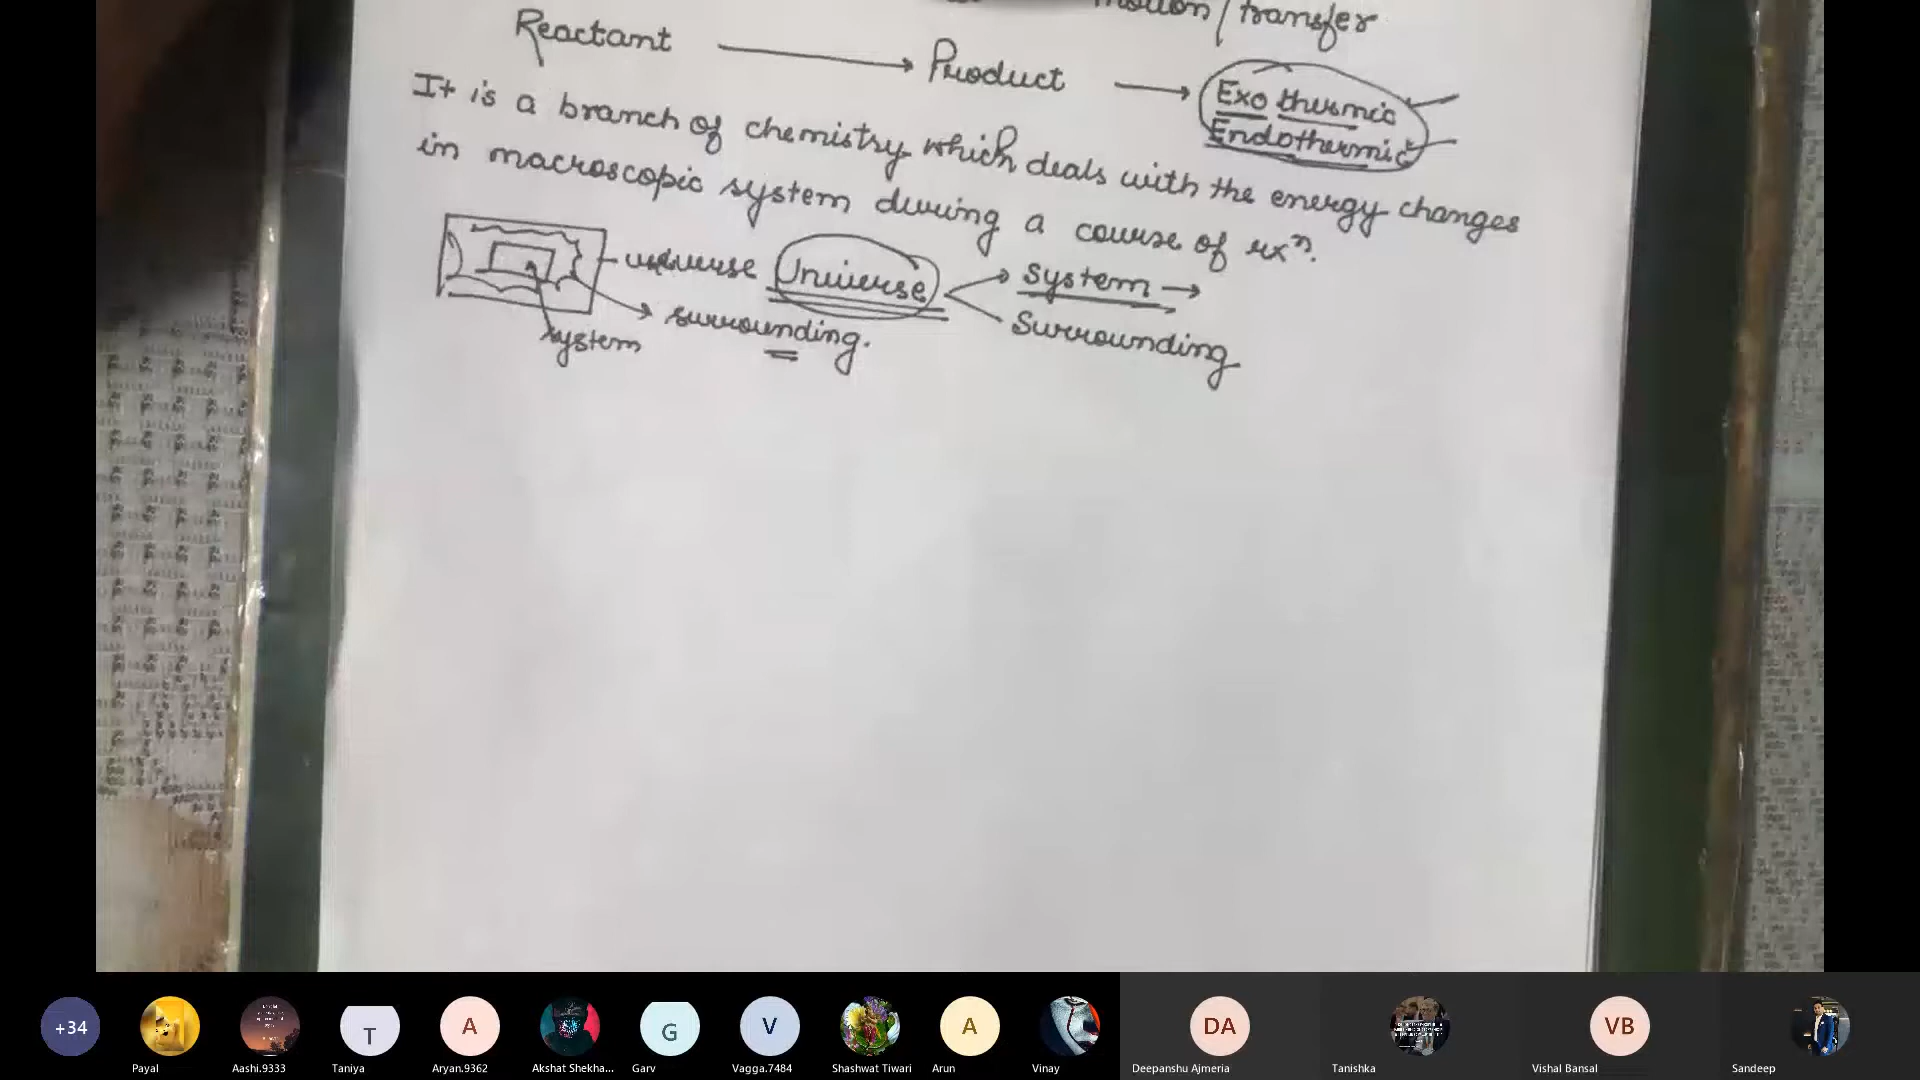 motion/transfer
Reactant → Product → Exothermic
Endothermic
It is a branch of chemistry which deals with the energy changes
in macroscopic system during a course of rxⁿ.
universe Universe System →
system surrounding. Surrounding
+34
Payal
Aashi.9333
T
Taniya
A
Aryan.9362
Akshat Shekha...
G
Garv
V
Vagga.7484
Shashwat Tiwari
A
Arun
Vinay
DA
Deepanshu Ajmeria
Tanishka
VB
Vishal Bansal
Sandeep